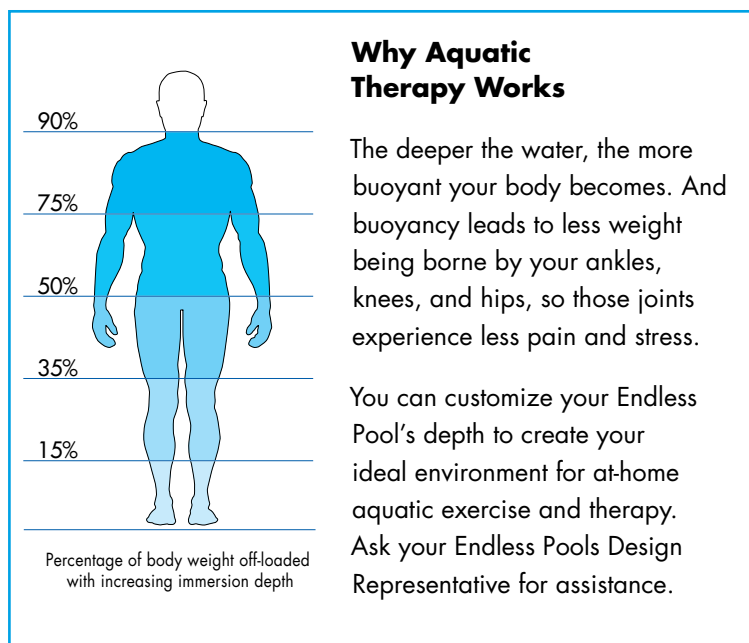 90%
75%
50%
35%
15%
Percentage of body weight off-loaded
with increasing immersion depth
Why Aquatic
Therapy Works
The deeper the water, the more
buoyant your body becomes. And
buoyancy leads to less weight
being borne by your ankles,
knees, and hips, so those joints
experience less pain and stress.
You can customize your Endless
Pool’s depth to create your
ideal environment for at-home
aquatic exercise and therapy.
Ask your Endless Pools Design
Representative for assistance.